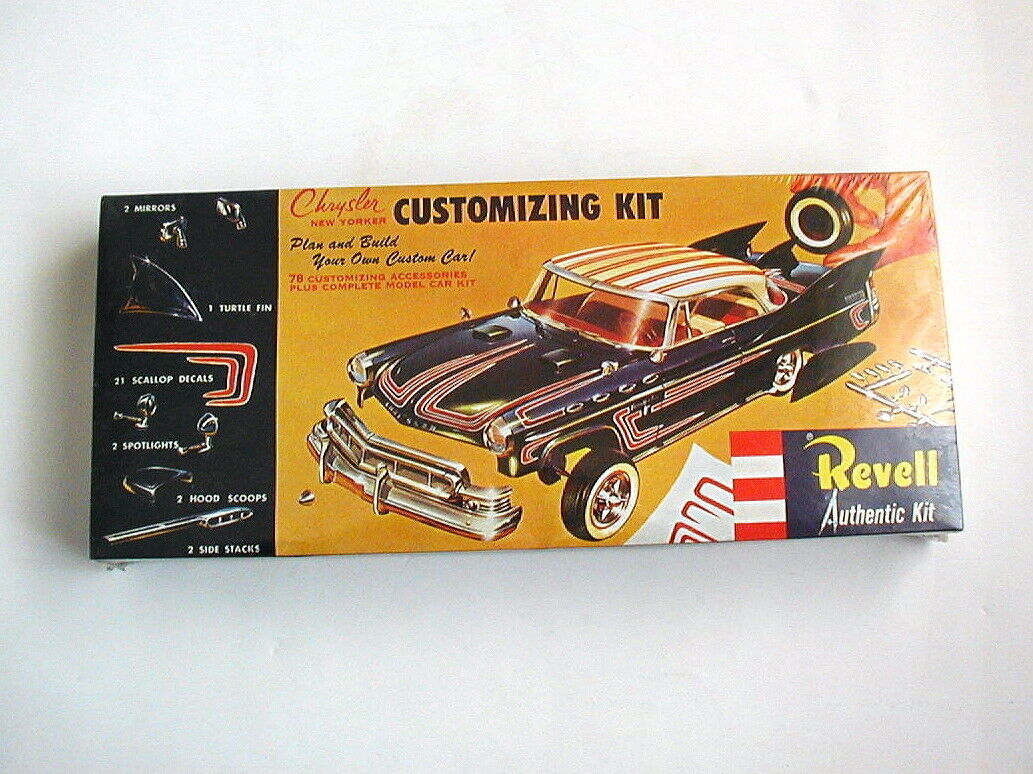 2 MIRRORS
1 TURTLE FIN
21 SCALLOP DECALS
2 SPOTLIGHTS
2 HOOD SCOOPS
2 SIDE STACKS
Chrysler
NEW YORKER
CUSTOMIZING KIT
Plan and Build
Your Own Custom Car!
78 CUSTOMIZING ACCESSORIES
PLUS COMPLETE MODEL CAR KIT
Revell®
Authentic Kit